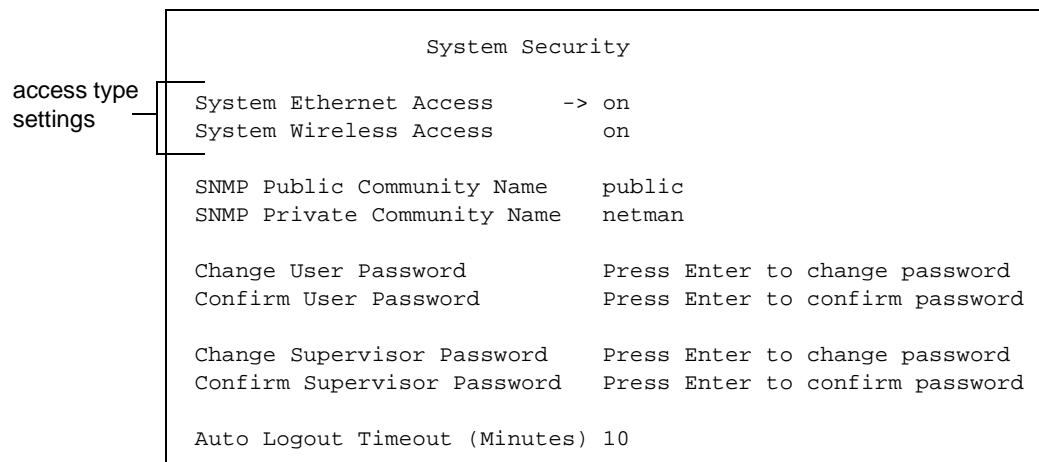 System Security
access type
settings
System Ethernet Access -> on
System Wireless Access on
SNMP Public Community Name public
SNMP Private Community Name netman
Change User Password Press Enter to change password
Confirm User Password Press Enter to confirm password
Change Supervisor Password Press Enter to change password
Confirm Supervisor Password Press Enter to confirm password
Auto Logout Timeout (Minutes) 10